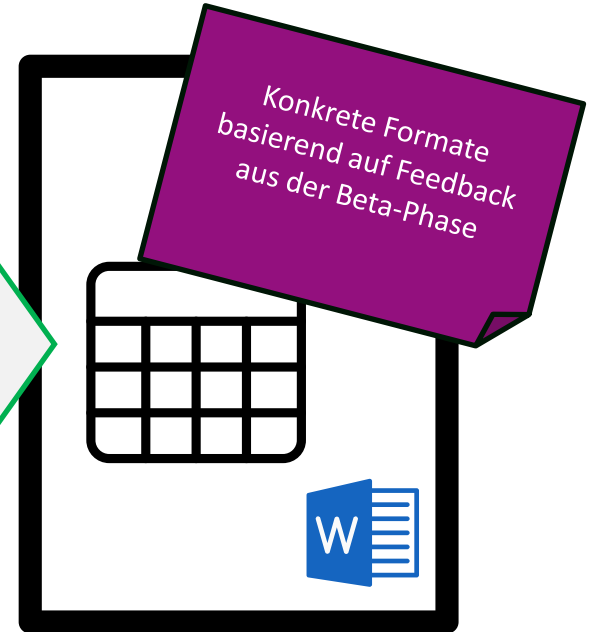 Konkrete Formate
basierend auf Feedback
aus der Beta-Phase
W